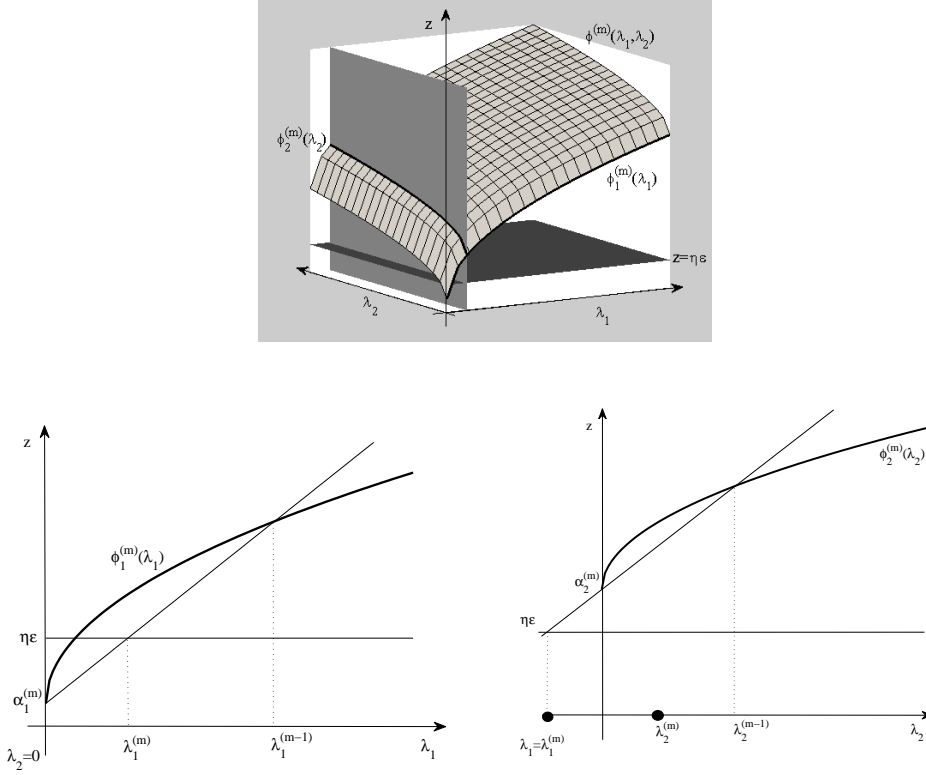 z
ϕ^(m)(λ₁,λ₂)
ϕ₂^(m)(λ₂)
ϕ₁^(m)(λ₁)
z=ηε
λ₂
λ₁
z
ϕ₁^(m)(λ₁)
ηε
α₁^(m)
λ₂=0
λ₁^(m)
λ₁^(m−1)
λ₁
z
ϕ₂^(m)(λ₂)
α₂^(m)
ηε
λ₁=λ₁^(m)
λ₂^(m)
λ₂^(m−1)
λ₂